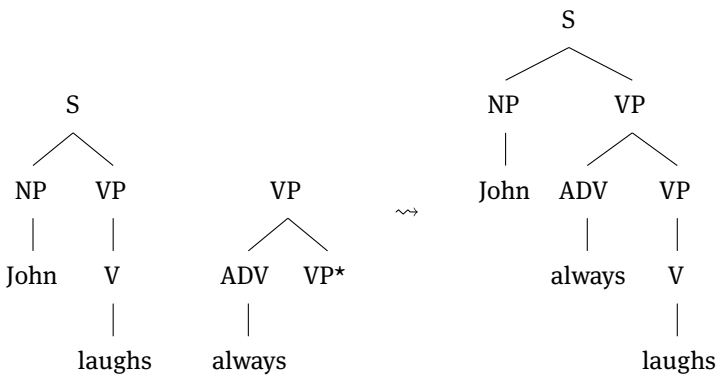 S
NP VP
John V
laughs
VP
ADV VP*
always
⇝
S
NP VP
John ADV VP
always V
laughs